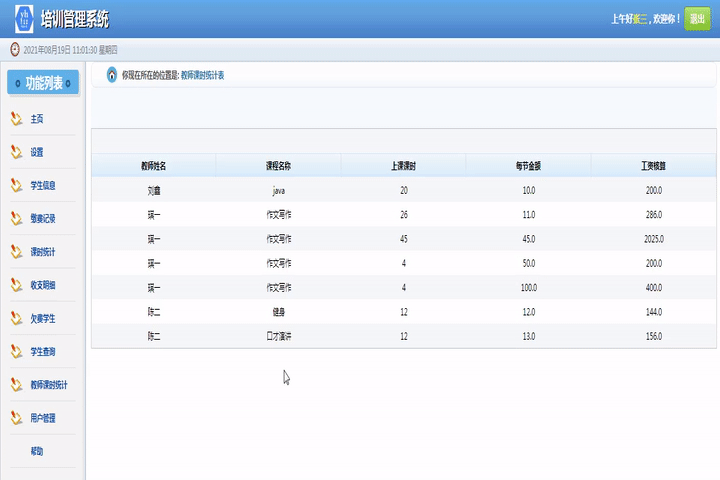 培训管理系统
上午好张三，欢迎你！ 退出
2021年08月19日 11:01:30 星期四
功能列表
你现在所在的位置是: 教师课时统计表
主页
设置
学生信息
缴费记录
课时统计
收支明细
欠费学生
学生查询
教师课时统计
用户管理
帮助
教师姓名 课程名称 上课课时 每节金额 工资核算
刘鑫 java 20 10.0 200.0
琪一 作文写作 26 11.0 286.0
琪一 作文写作 45 45.0 2025.0
琪一 作文写作 4 50.0 200.0
琪一 作文写作 4 100.0 400.0
陈二 健身 12 12.0 144.0
陈二 口才演讲 12 13.0 156.0